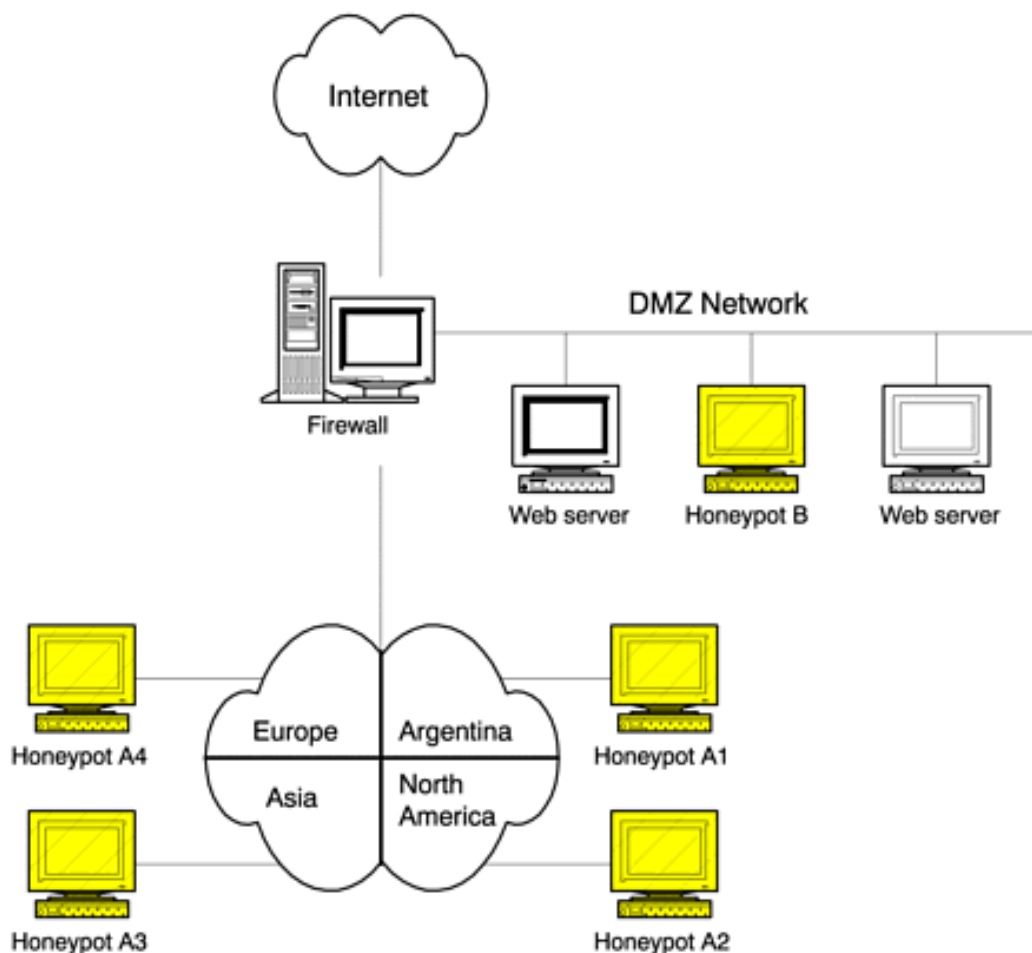 Internet
DMZ Network
Firewall
Web server
Honeypot B
Web server
Europe
Argentina
Honeypot A4
Honeypot A1
Asia
North
America
Honeypot A3
Honeypot A2